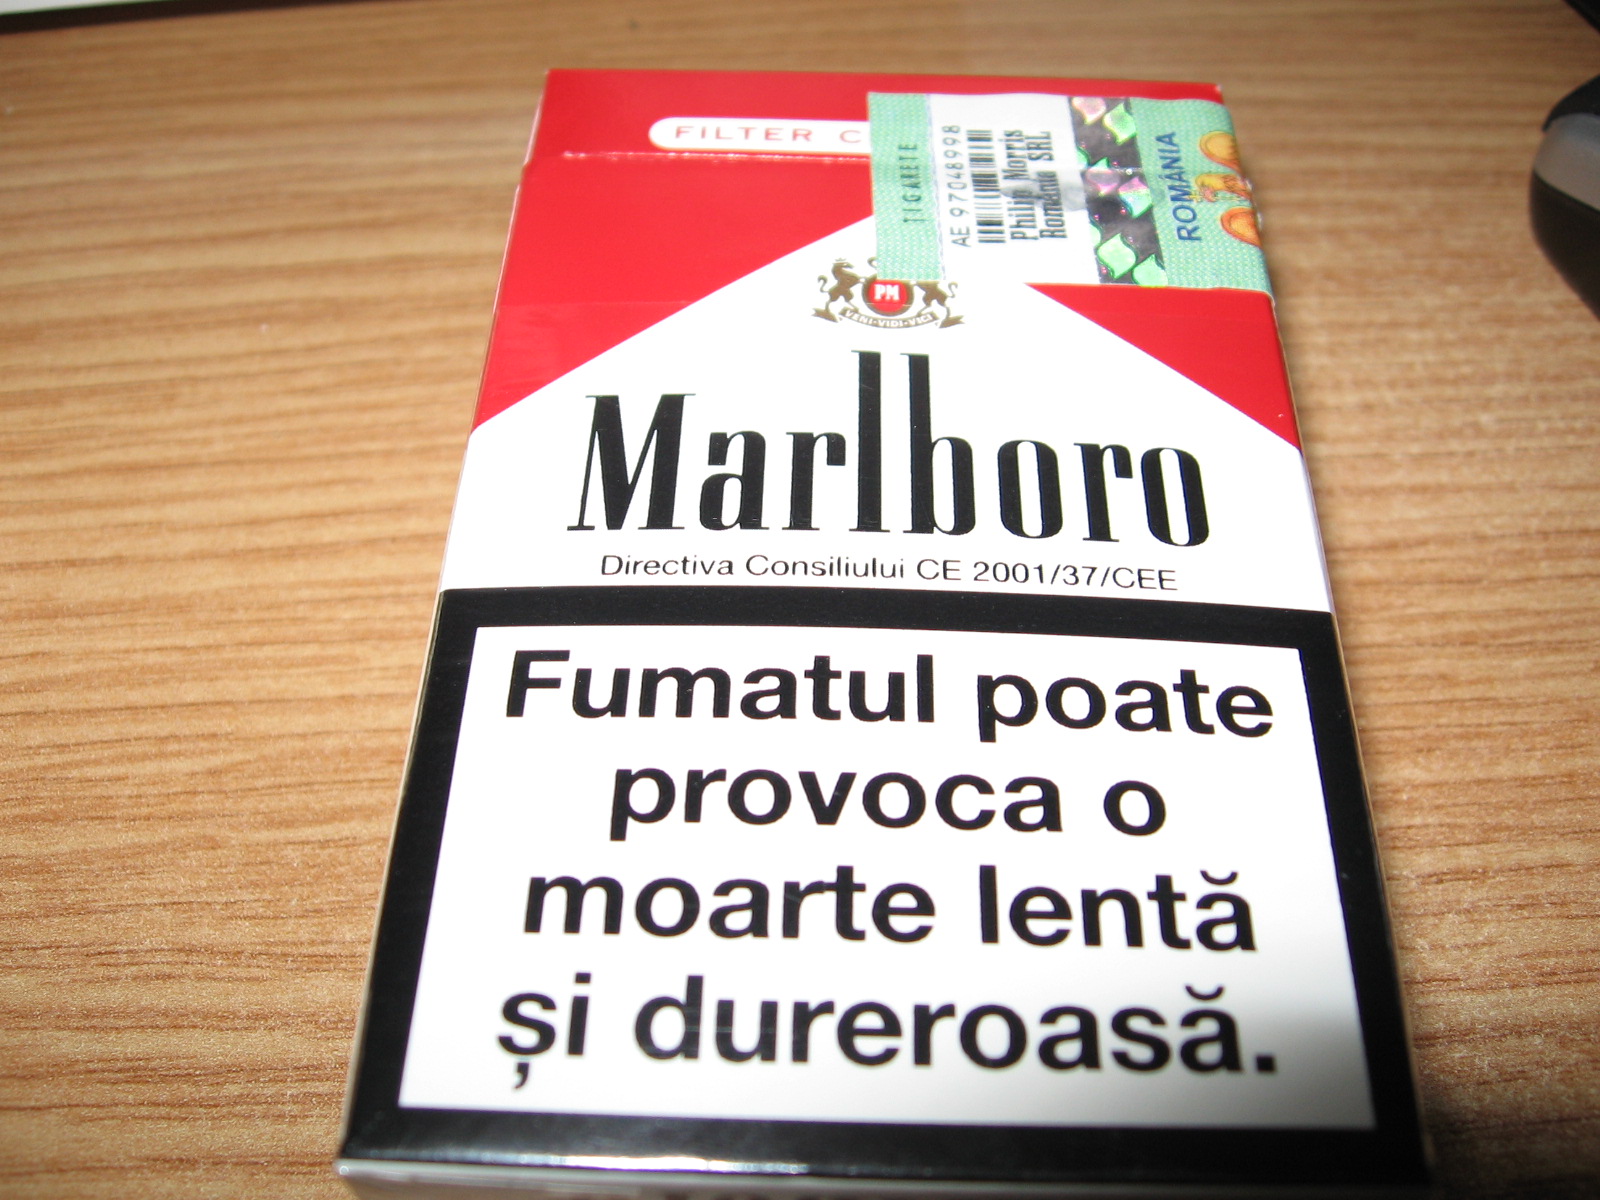 FILTER C
TIGARETE
AE 97048998
Philip Morris
România SRL
ROMÂNIA
PM
VENI·VIDI·VICI
Marlboro
Directiva Consiliului CE 2001/37/CEE
Fumatul poate
provoca o
moarte lentă
și dureroasă.